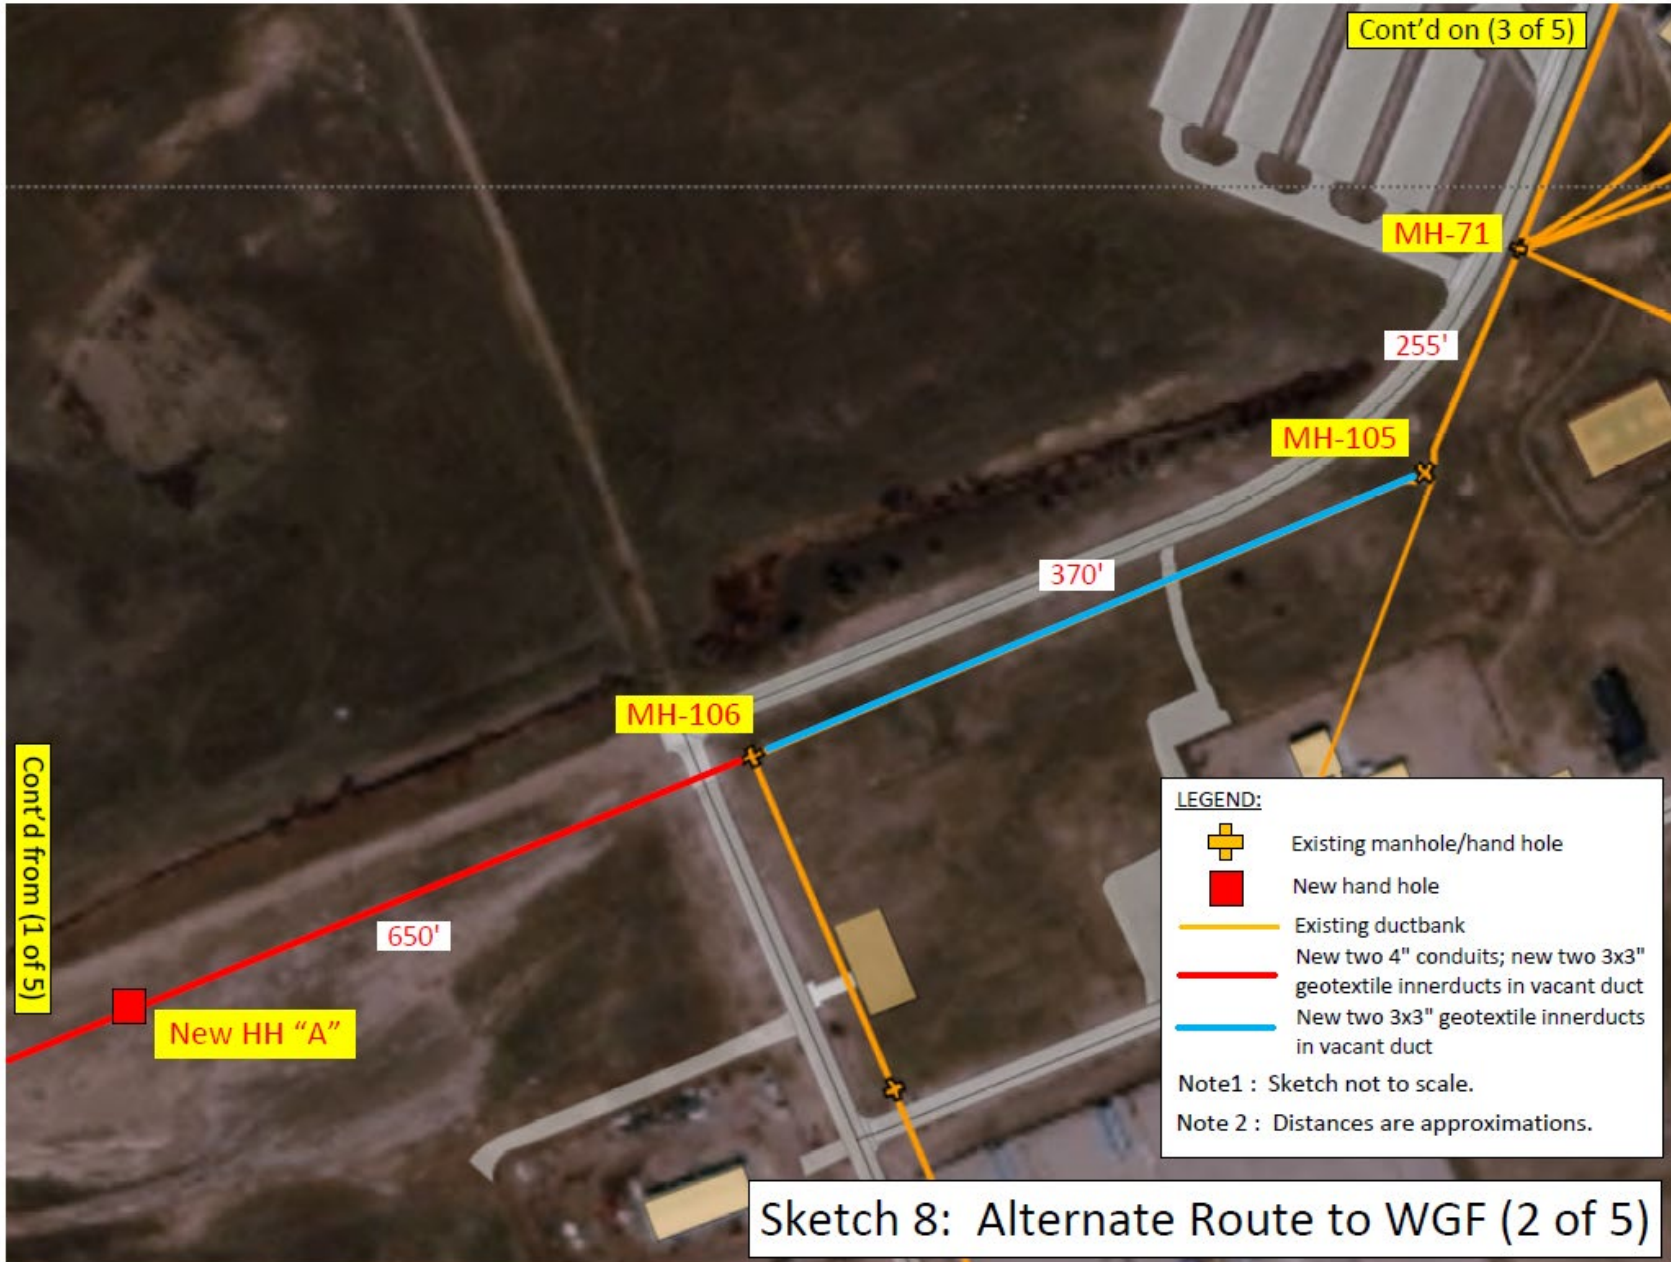 Cont’d on (3 of 5)
MH-71
255'
MH-105
370'
MH-106
Cont’d from (1 of 5)
650'
New HH “A”
LEGEND:
Existing manhole/hand hole
New hand hole
Existing ductbank
New two 4" conduits; new two 3x3"
geotextile innerducts in vacant duct
New two 3x3" geotextile innerducts
in vacant duct
Note1 : Sketch not to scale.
Note 2 : Distances are approximations.
Sketch 8: Alternate Route to WGF (2 of 5)